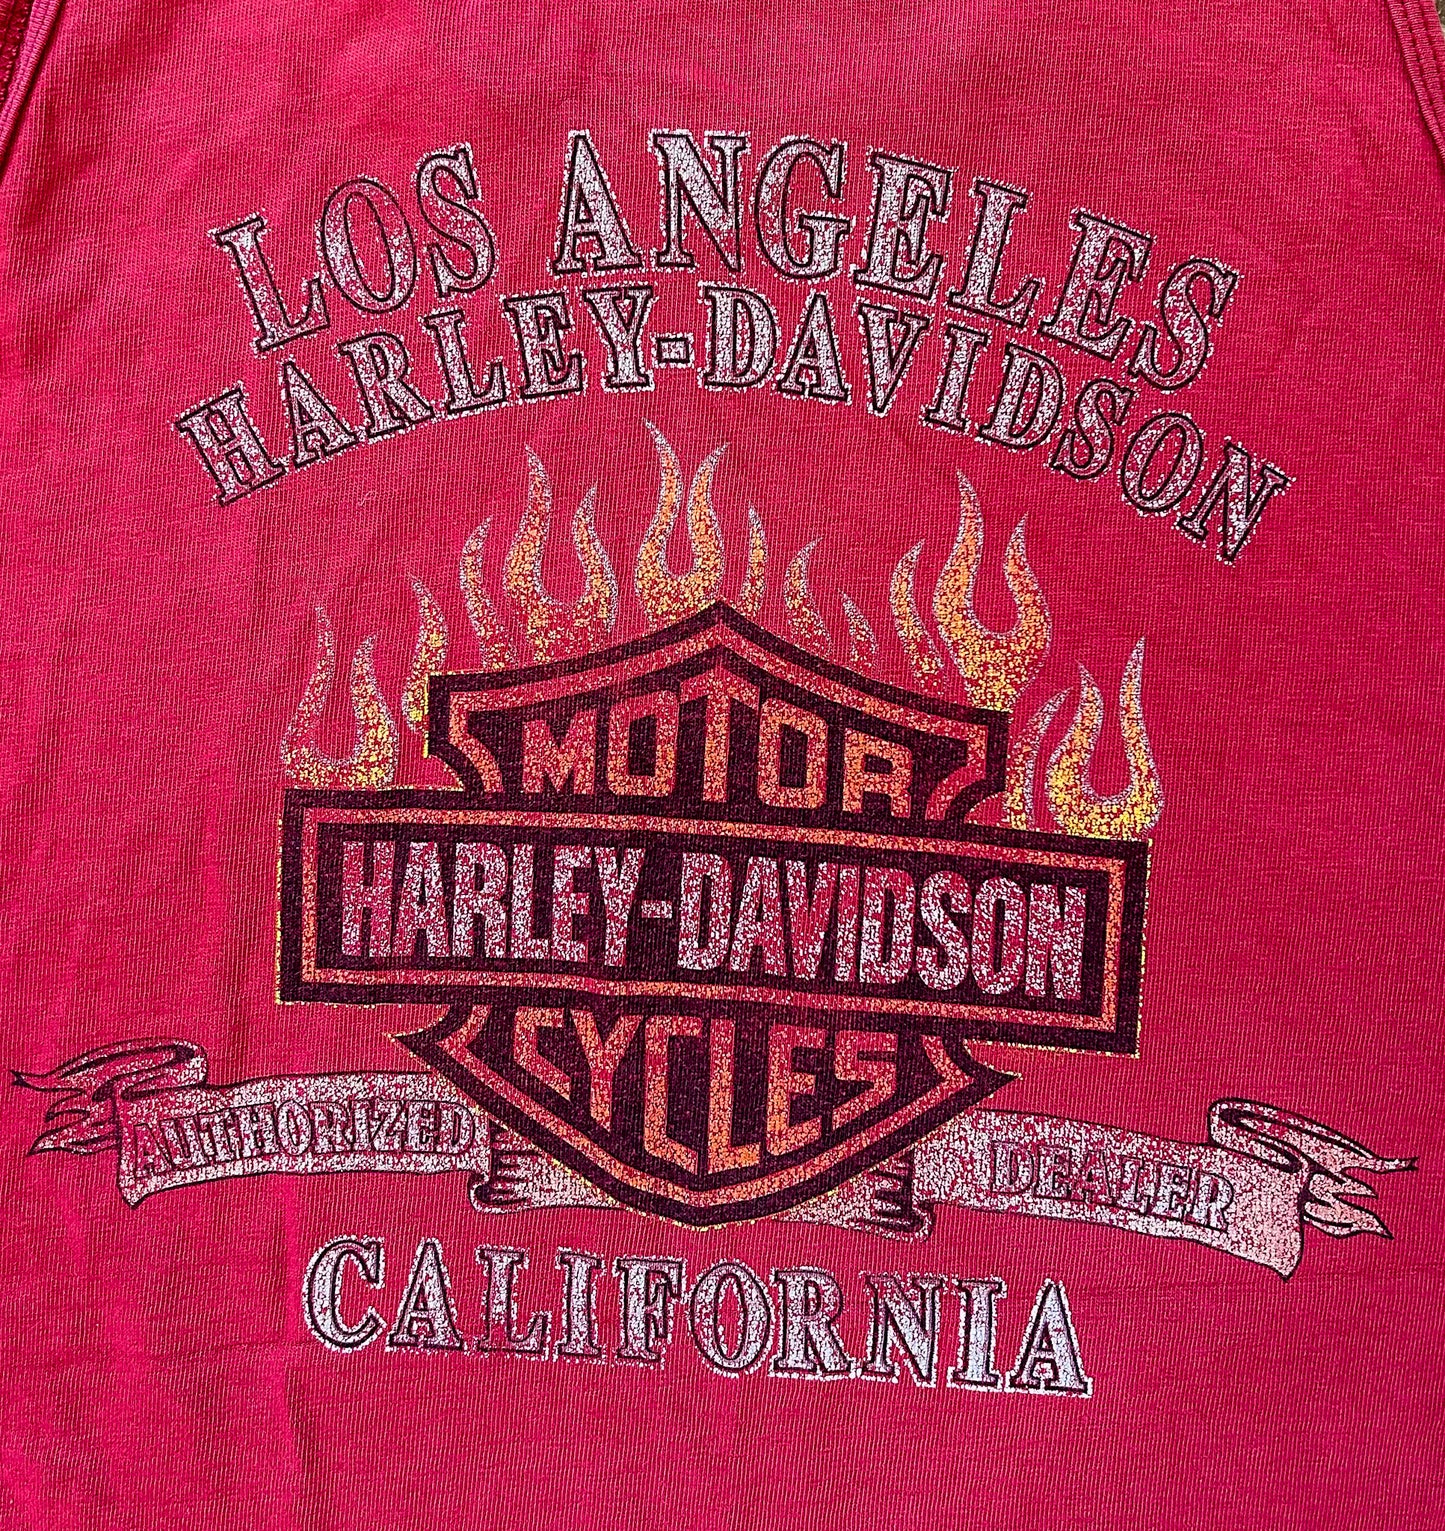 LOS ANGELES
HARLEY-DAVIDSON
MOTOR
HARLEY-DAVIDSON
CYCLES
AUTHORIZED DEALER
CALIFORNIA